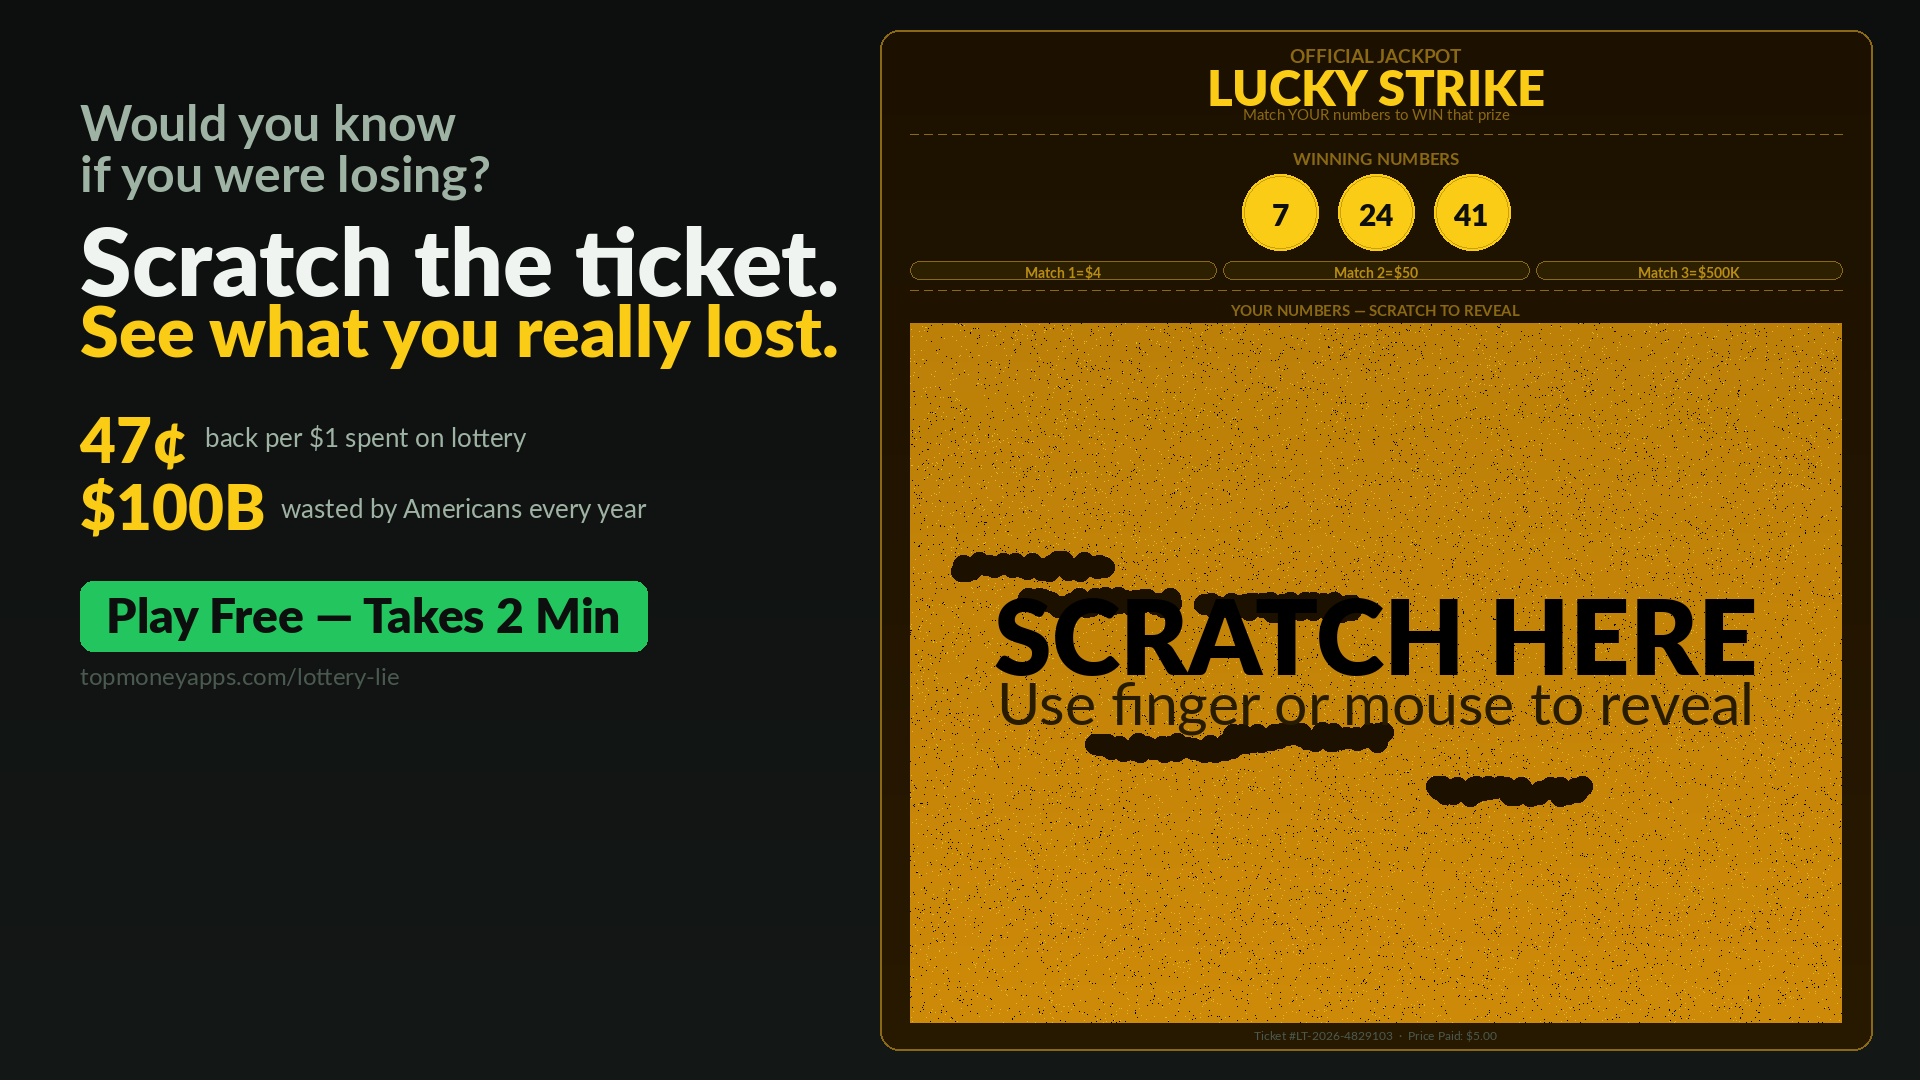 Would you know
if you were losing?
Scratch the ticket.
See what you really lost.
47¢ back per $1 spent on lottery
$100B wasted by Americans every year
Play Free — Takes 2 Min
topmoneyapps.com/lottery-lie
OFFICIAL JACKPOT
LUCKY STRIKE
Match YOUR numbers to WIN that prize
WINNING NUMBERS
7 24 41
Match 1=$4 Match 2=$50 Match 3=$500K
YOUR NUMBERS — SCRATCH TO REVEAL
SCRATCH HERE
Use finger or mouse to reveal
Ticket #LT-2026-4829103 · Price Paid: $5.00